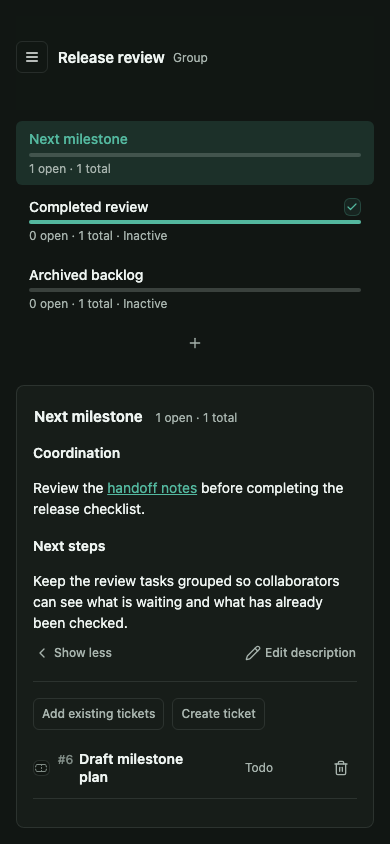 Release review Group
Next milestone
1 open · 1 total
Completed review
0 open · 1 total · Inactive
Archived backlog
0 open · 1 total · Inactive
Next milestone 1 open · 1 total
Coordination
Review the handoff notes before completing the
release checklist.
Next steps
Keep the review tasks grouped so collaborators
can see what is waiting and what has already
been checked.
Show less Edit description
Add existing tickets Create ticket
#6 Draft milestone Todo
plan